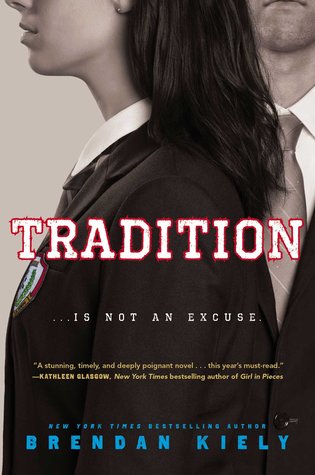 TRADITION
...IS NOT AN EXCUSE.
"A stunning, timely, and deeply poignant novel . . . this year's must-read."
—KATHLEEN GLASGOW, New York Times bestselling author of Girl in Pieces
NEW YORK TIMES BESTSELLING AUTHOR
BRENDAN KIELY